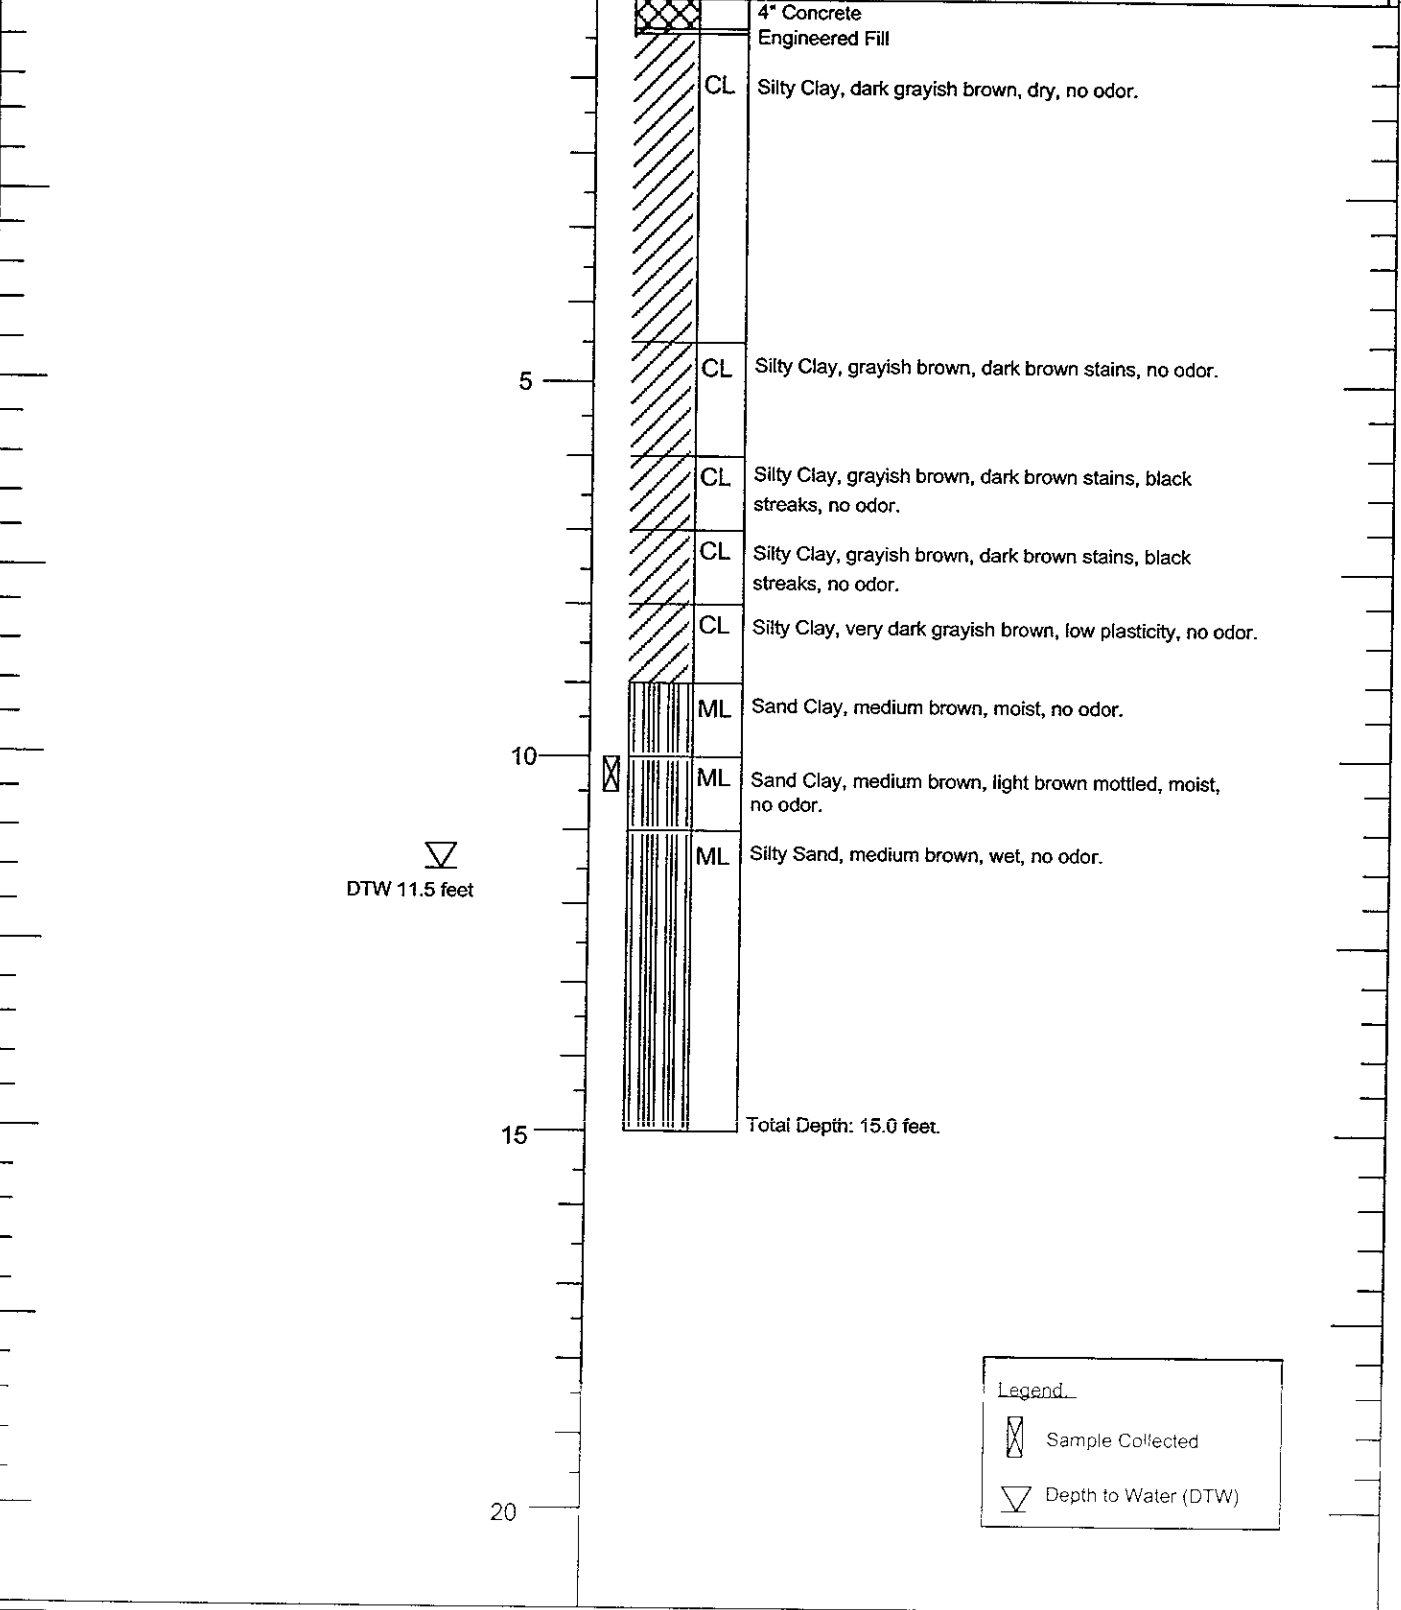 4" Concrete
Engineered Fill
CL Silty Clay, dark grayish brown, dry, no odor.
5 CL Silty Clay, grayish brown, dark brown stains, no odor.
CL Silty Clay, grayish brown, dark brown stains, black
streaks, no odor.
CL Silty Clay, grayish brown, dark brown stains, black
streaks, no odor.
CL Silty Clay, very dark grayish brown, low plasticity, no odor.
ML Sand Clay, medium brown, moist, no odor.
10
ML Sand Clay, medium brown, light brown mottled, moist,
no odor.
ML Silty Sand, medium brown, wet, no odor.
DTW 11.5 feet
15 Total Depth: 15.0 feet.
Legend
Sample Collected
Depth to Water (DTW)
20